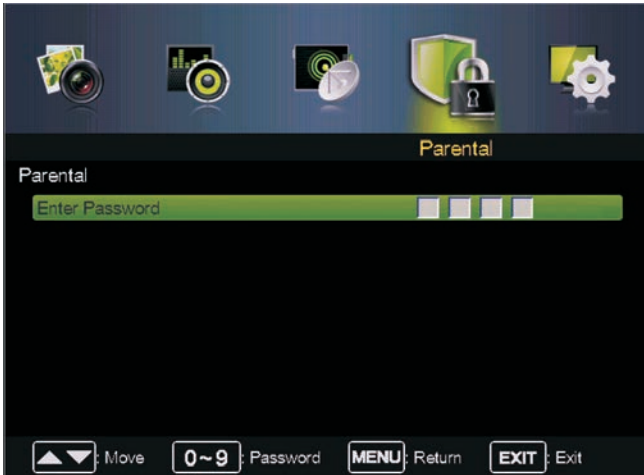 Parental
Parental
Enter Password
: Move 0~9 : Password MENU : Return EXIT : Exit